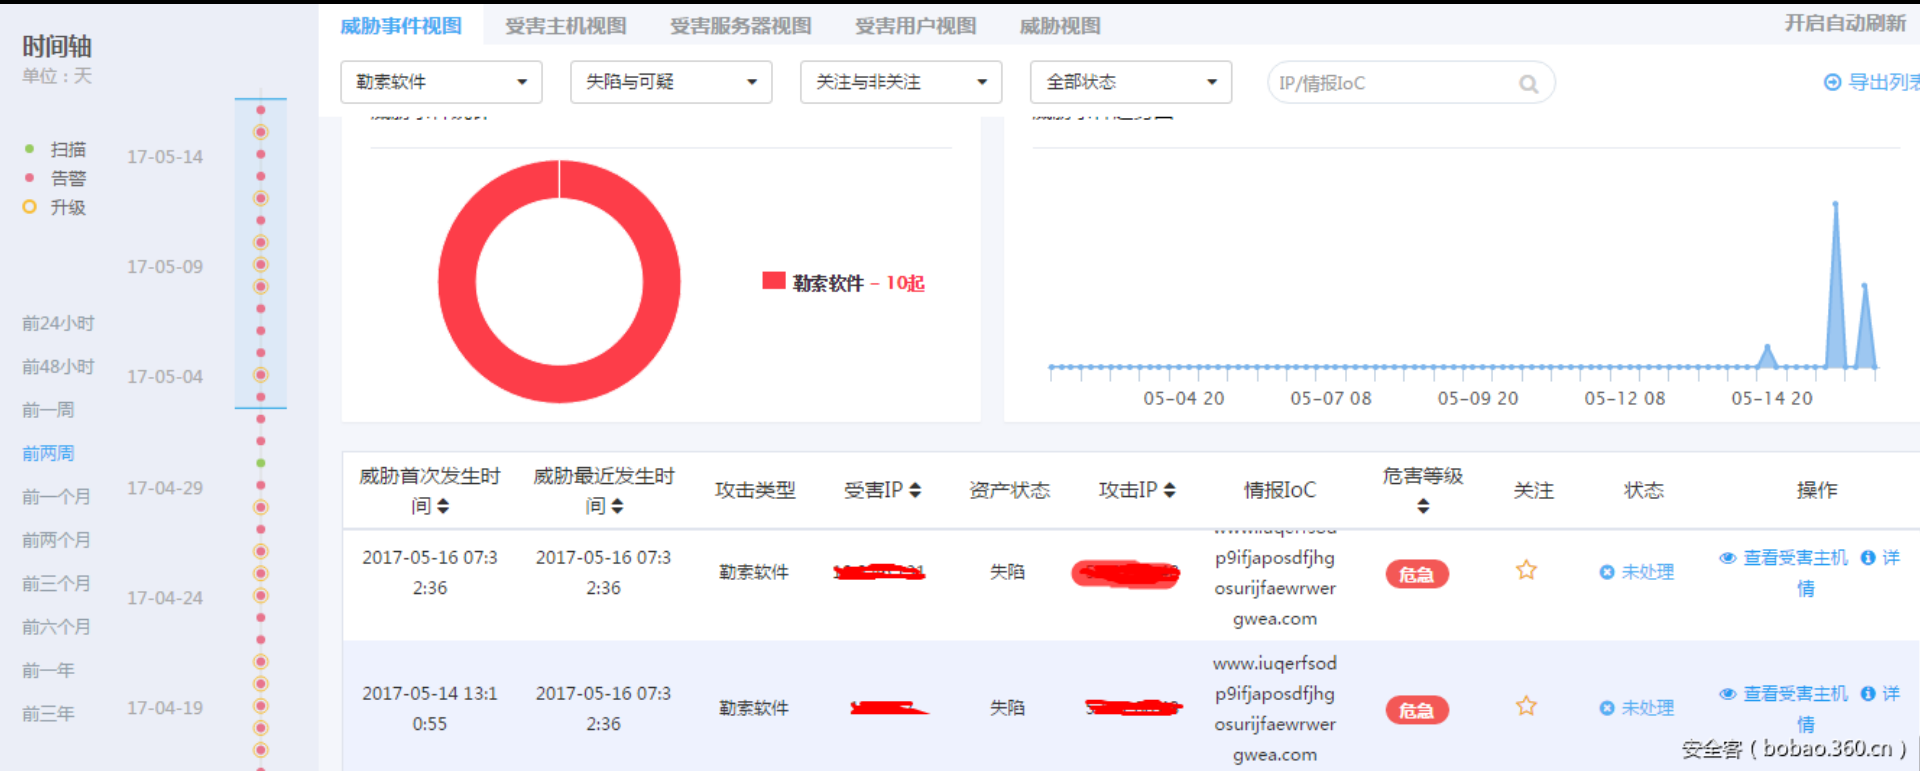 时间轴
单位：天
扫描
告警
升级
17-05-14
17-05-09
17-05-04
17-04-29
17-04-24
17-04-19
前24小时
前48小时
前一周
前两周
前一个月
前两个月
前三个月
前六个月
前一年
前三年
威胁事件视图 受害主机视图 受害服务器视图 受害用户视图 威胁视图 开启自动刷新
勒索软件 失陷与可疑 关注与非关注 全部状态 IP/情报IoC 导出列表
勒索软件 – 10起
05-04 20 05-07 08 05-09 20 05-12 08 05-14 20
威胁首次发生时 威胁最近发生时 攻击类型 受害IP 资产状态 攻击IP 情报IoC 危害等级 关注 状态 操作
间 间
www.iuqerfsod
2017-05-16 07:3 2017-05-16 07:3 勒索软件 失陷 p9ifjaposdfjhg 危急 未处理 查看受害主机 详
2:36 2:36 osurijfaewrwer 情
gwea.com
www.iuqerfsod
2017-05-14 13:1 2017-05-16 07:3 勒索软件 失陷 p9ifjaposdfjhg 危急 未处理 查看受害主机 详
0:55 2:36 osurijfaewrwer 情
gwea.com
安全客（bobao.360.cn）